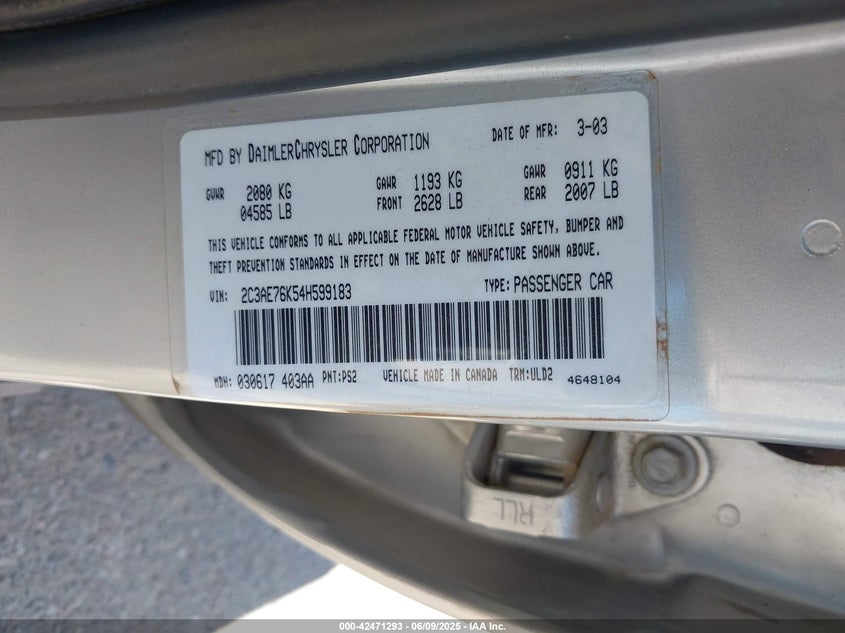 MFD BY DAIMLERCHRYSLER CORPORATION DATE OF MFR: 3-03
GVWR 2080 KG GAWR 1193 KG GAWR 0911 KG
04585 LB FRONT 2628 LB REAR 2007 LB
THIS VEHICLE CONFORMS TO ALL APPLICABLE FEDERAL MOTOR VEHICLE SAFETY, BUMPER AND
THEFT PREVENTION STANDARDS IN EFFECT ON THE DATE OF MANUFACTURE SHOWN ABOVE.
VIN: 2C3AE76K54H599183 TYPE: PASSENGER CAR
MDH: 030617 403AA PNT: PS2 VEHICLE MADE IN CANADA TRM: ULD2 4648104
RLL
000-42471293 - 06/09/2025 - IAA Inc.